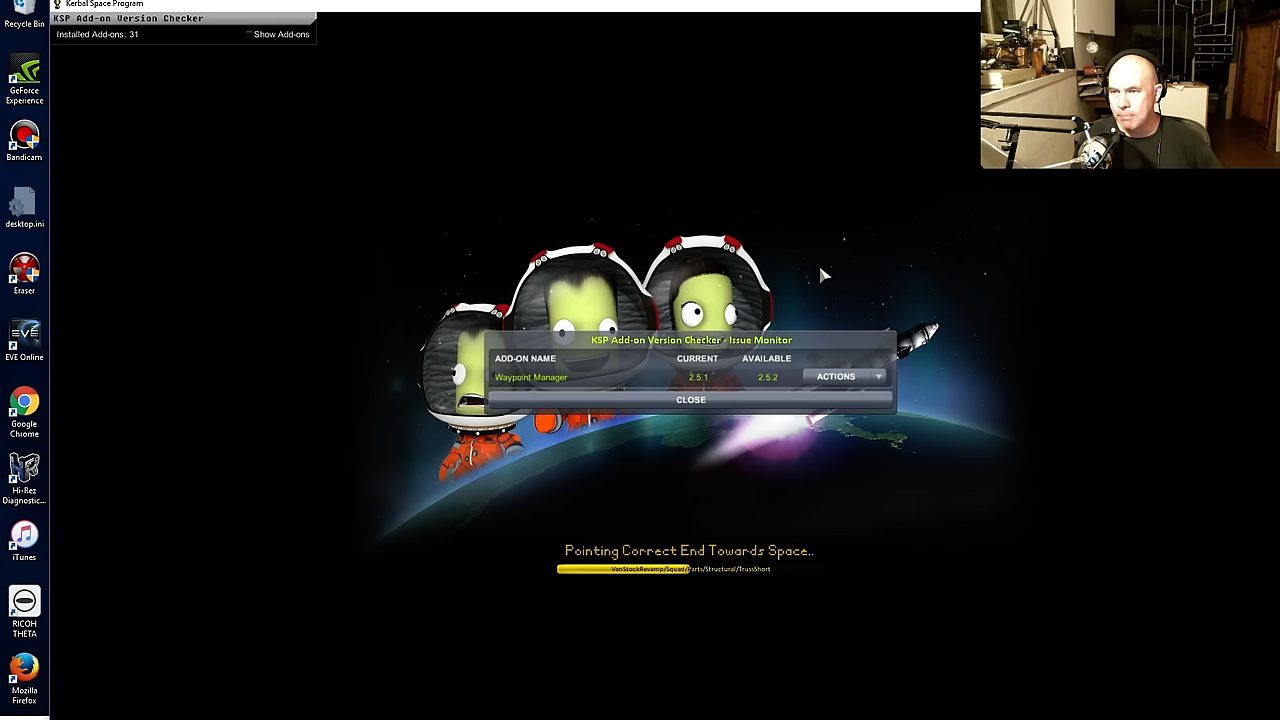 Kerbal Space Program
KSP Add-on Version Checker
Installed Add-ons: 31
Show Add-ons
Recycle Bin
GeForce
Experience
Bandicam
desktop.ini
Eraser
EVE
EVE Online
Google
Chrome
Hi-Rez
Diagnostic...
iTunes
RICOH
THETA
Mozilla
Firefox
KSP Add-on Version Checker - Issue Monitor
ADD-ON NAME CURRENT AVAILABLE
Waypoint Manager 2.5.1 2.5.2 ACTIONS
CLOSE
Pointing Correct End Towards Space..
VenStockRevamp/Squad/Parts/Structural/TrussShort